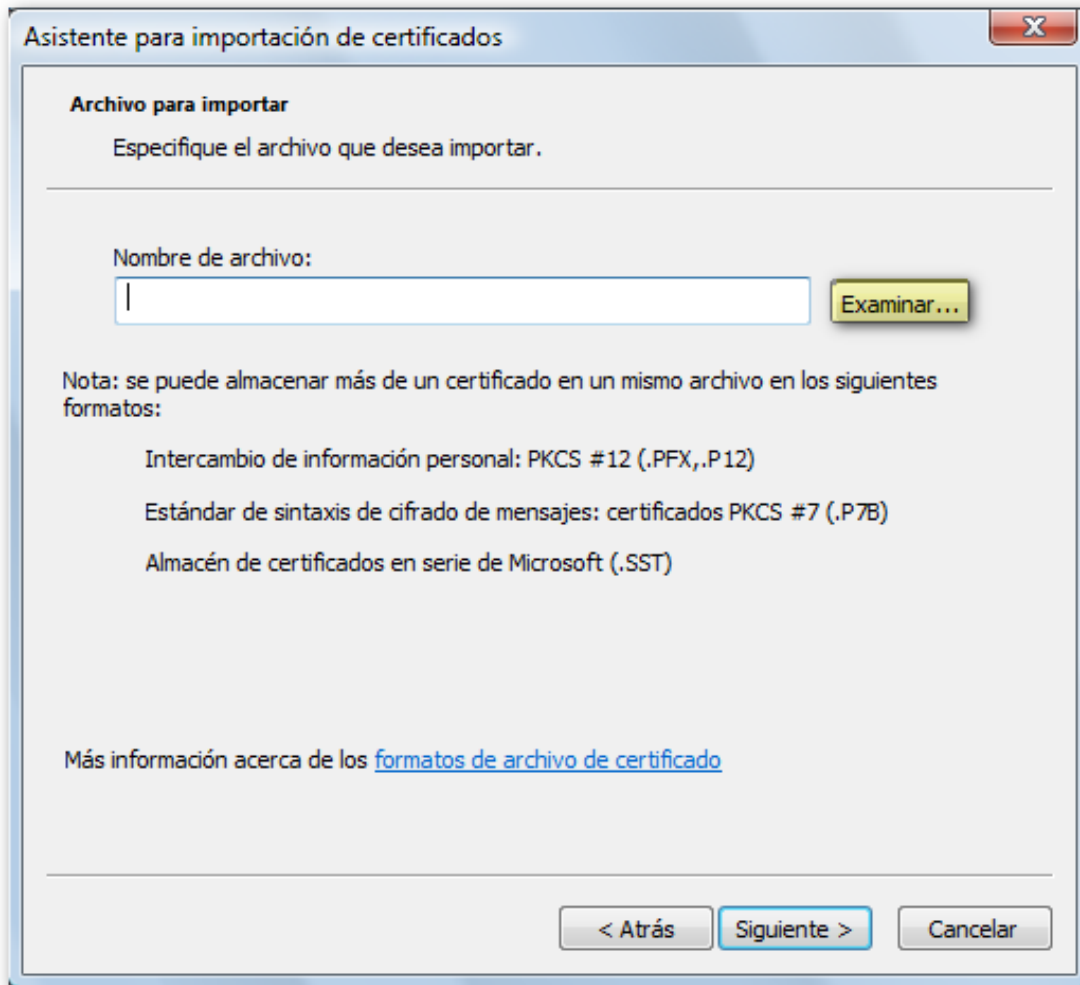 Asistente para importación de certificados
Archivo para importar
Especifique el archivo que desea importar.
Nombre de archivo:
Examinar...
Nota: se puede almacenar más de un certificado en un mismo archivo en los siguientes
formatos:
Intercambio de información personal: PKCS #12 (.PFX,.P12)
Estándar de sintaxis de cifrado de mensajes: certificados PKCS #7 (.P7B)
Almacén de certificados en serie de Microsoft (.SST)
Más información acerca de los formatos de archivo de certificado
< Atrás
Siguiente >
Cancelar